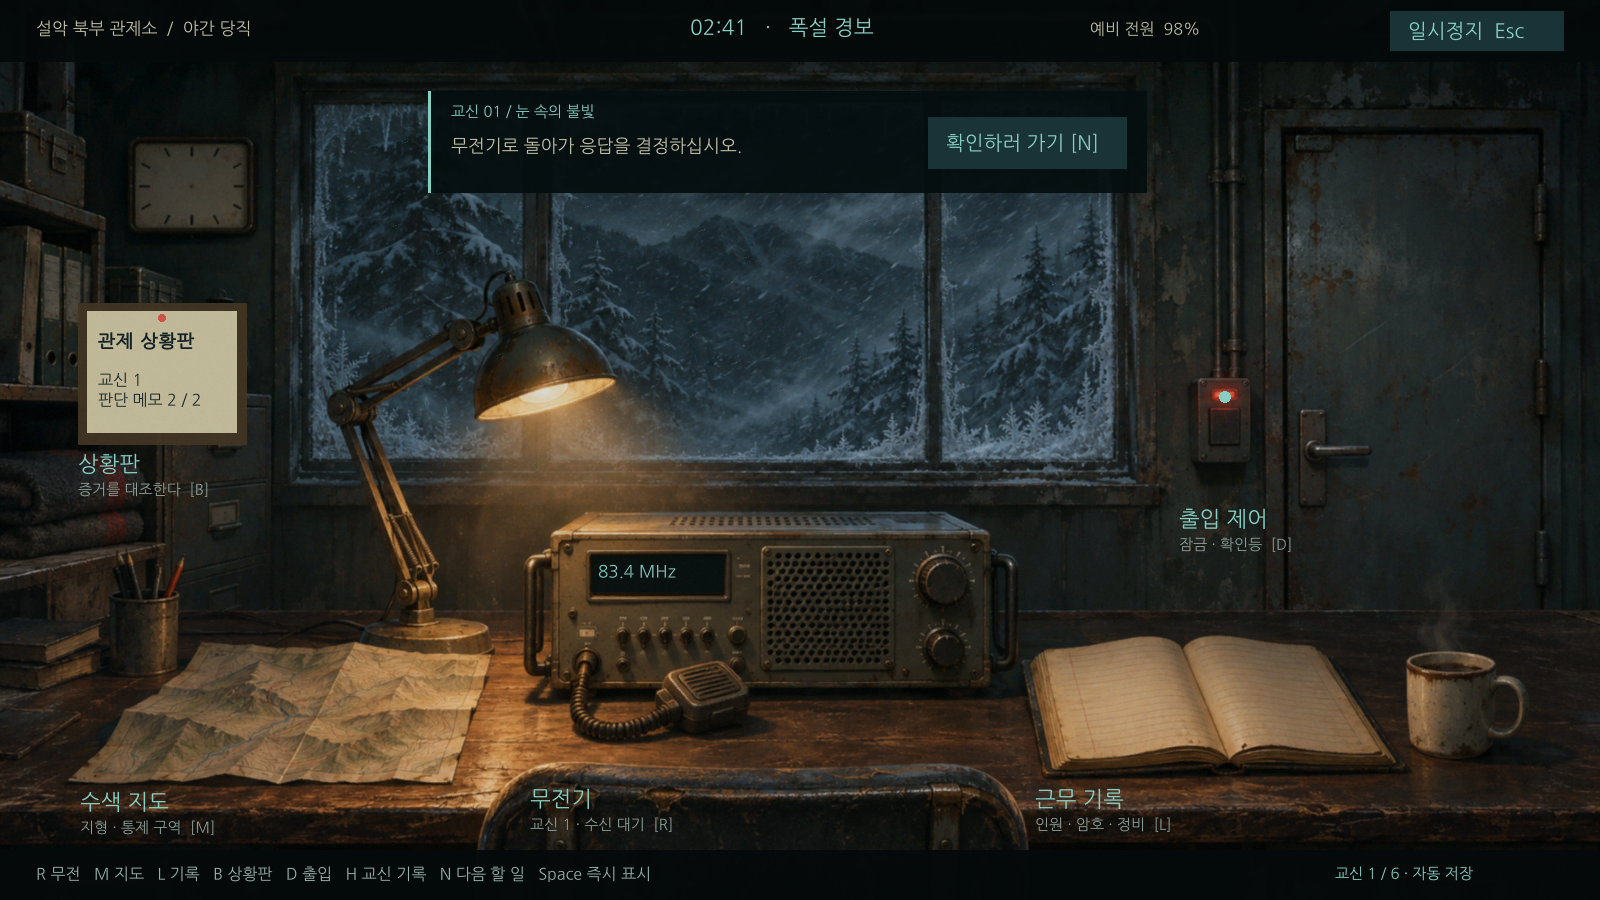 설악 북부 관제소 / 야간 당직
02:41 · 폭설 경보
예비 전원 98%
일시정지 Esc
교신 01 / 눈 속의 불빛
무전기로 돌아가 응답을 결정하십시오.
확인하러 가기 [N]
관제 상황판
교신 1
판단 메모 2 / 2
상황판
증거를 대조한다 [B]
출입 제어
잠금 · 확인등 [D]
83.4 MHz
수색 지도
지형 · 통제 구역 [M]
무전기
교신 1 · 수신 대기 [R]
근무 기록
인원 · 암호 · 정비 [L]
R 무전 M 지도 L 기록 B 상황판 D 출입 H 교신 기록 N 다음 할 일 Space 즉시 표시
교신 1 / 6 · 자동 저장